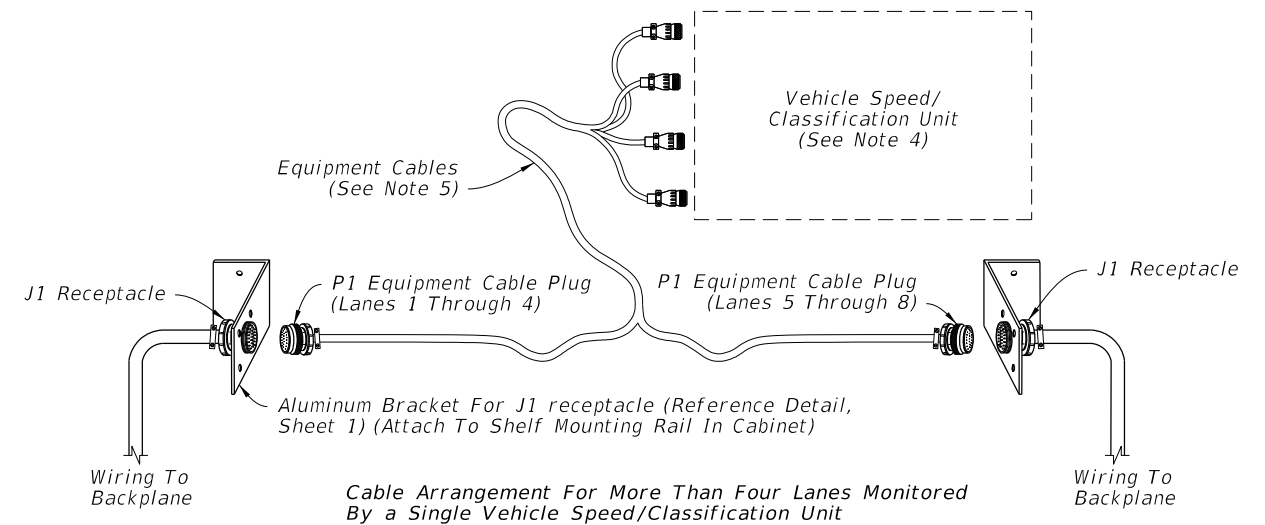 Vehicle Speed/
Classification Unit
(See Note 4)
Equipment Cables
(See Note 5)
J1 Receptacle
P1 Equipment Cable Plug
(Lanes 1 Through 4)
P1 Equipment Cable Plug
(Lanes 5 Through 8)
J1 Receptacle
Aluminum Bracket For J1 receptacle (Reference Detail,
Sheet 1) (Attach To Shelf Mounting Rail In Cabinet)
Wiring To
Backplane
Wiring To
Backplane
Cable Arrangement For More Than Four Lanes Monitored
By a Single Vehicle Speed/Classification Unit